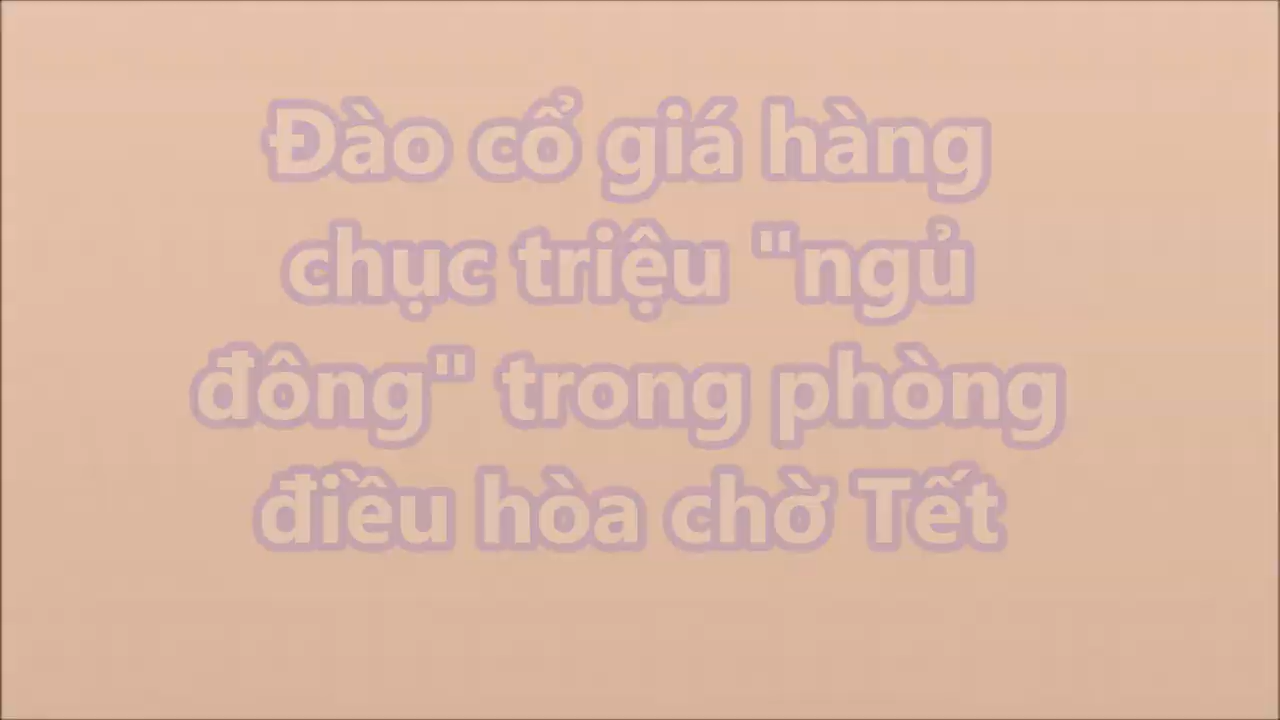 Đào cổ giá hàng
chục triệu "ngủ
đông" trong phòng
điều hòa chờ Tết